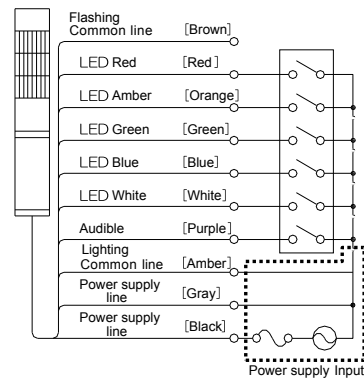 Flashing
Common line [Brown]
LED Red [Red ]
LED Amber [Orange]
LED Green [Green]
LED Blue [Blue]
LED White [White]
Audible [Purple]
Lighting
Common line [Amber]
Power supply
line [Gray]
Power supply
line [Black]
Power supply Input